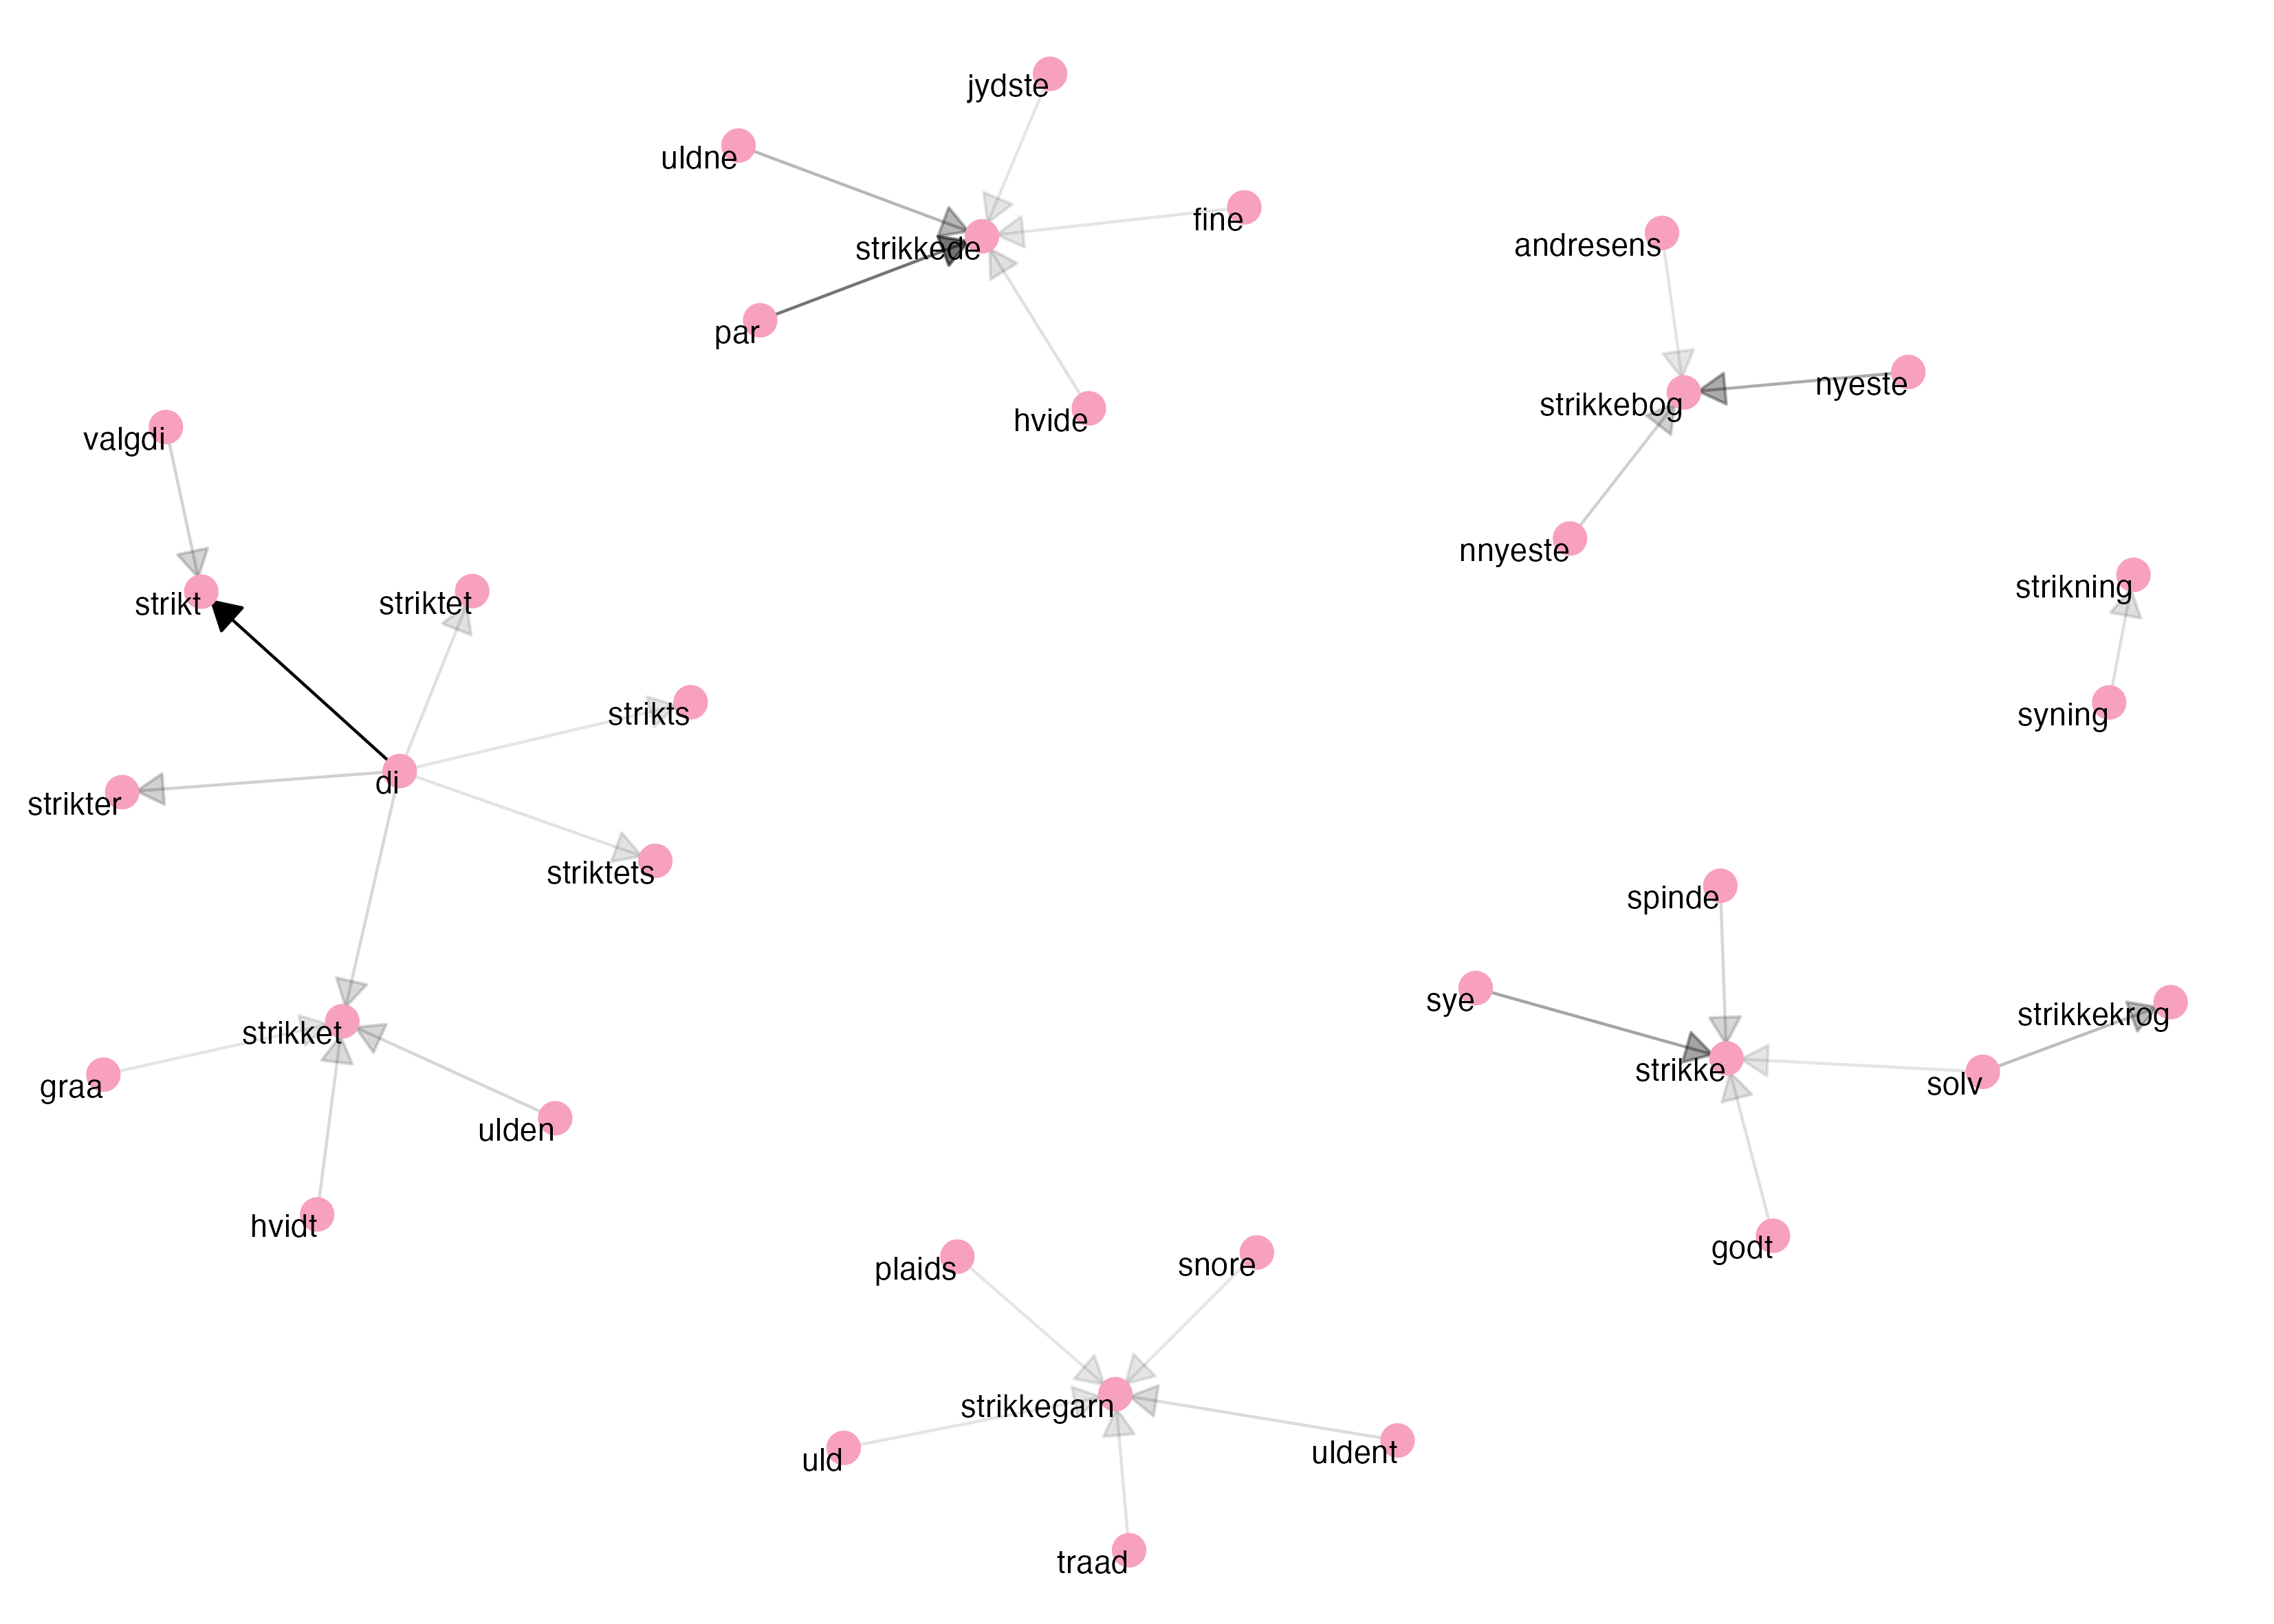 jydste
uldne
fine
strikkede
par
hvide
andresens
nyeste
strikkebog
nnyeste
valgdi
strikt
striktet
strikts
di
strikter
striktets
strikning
syning
spinde
sye
strikkekrog
strikke
solv
godt
strikket
graa
ulden
hvidt
plaids
snore
strikkegarn
uld
uldent
traad